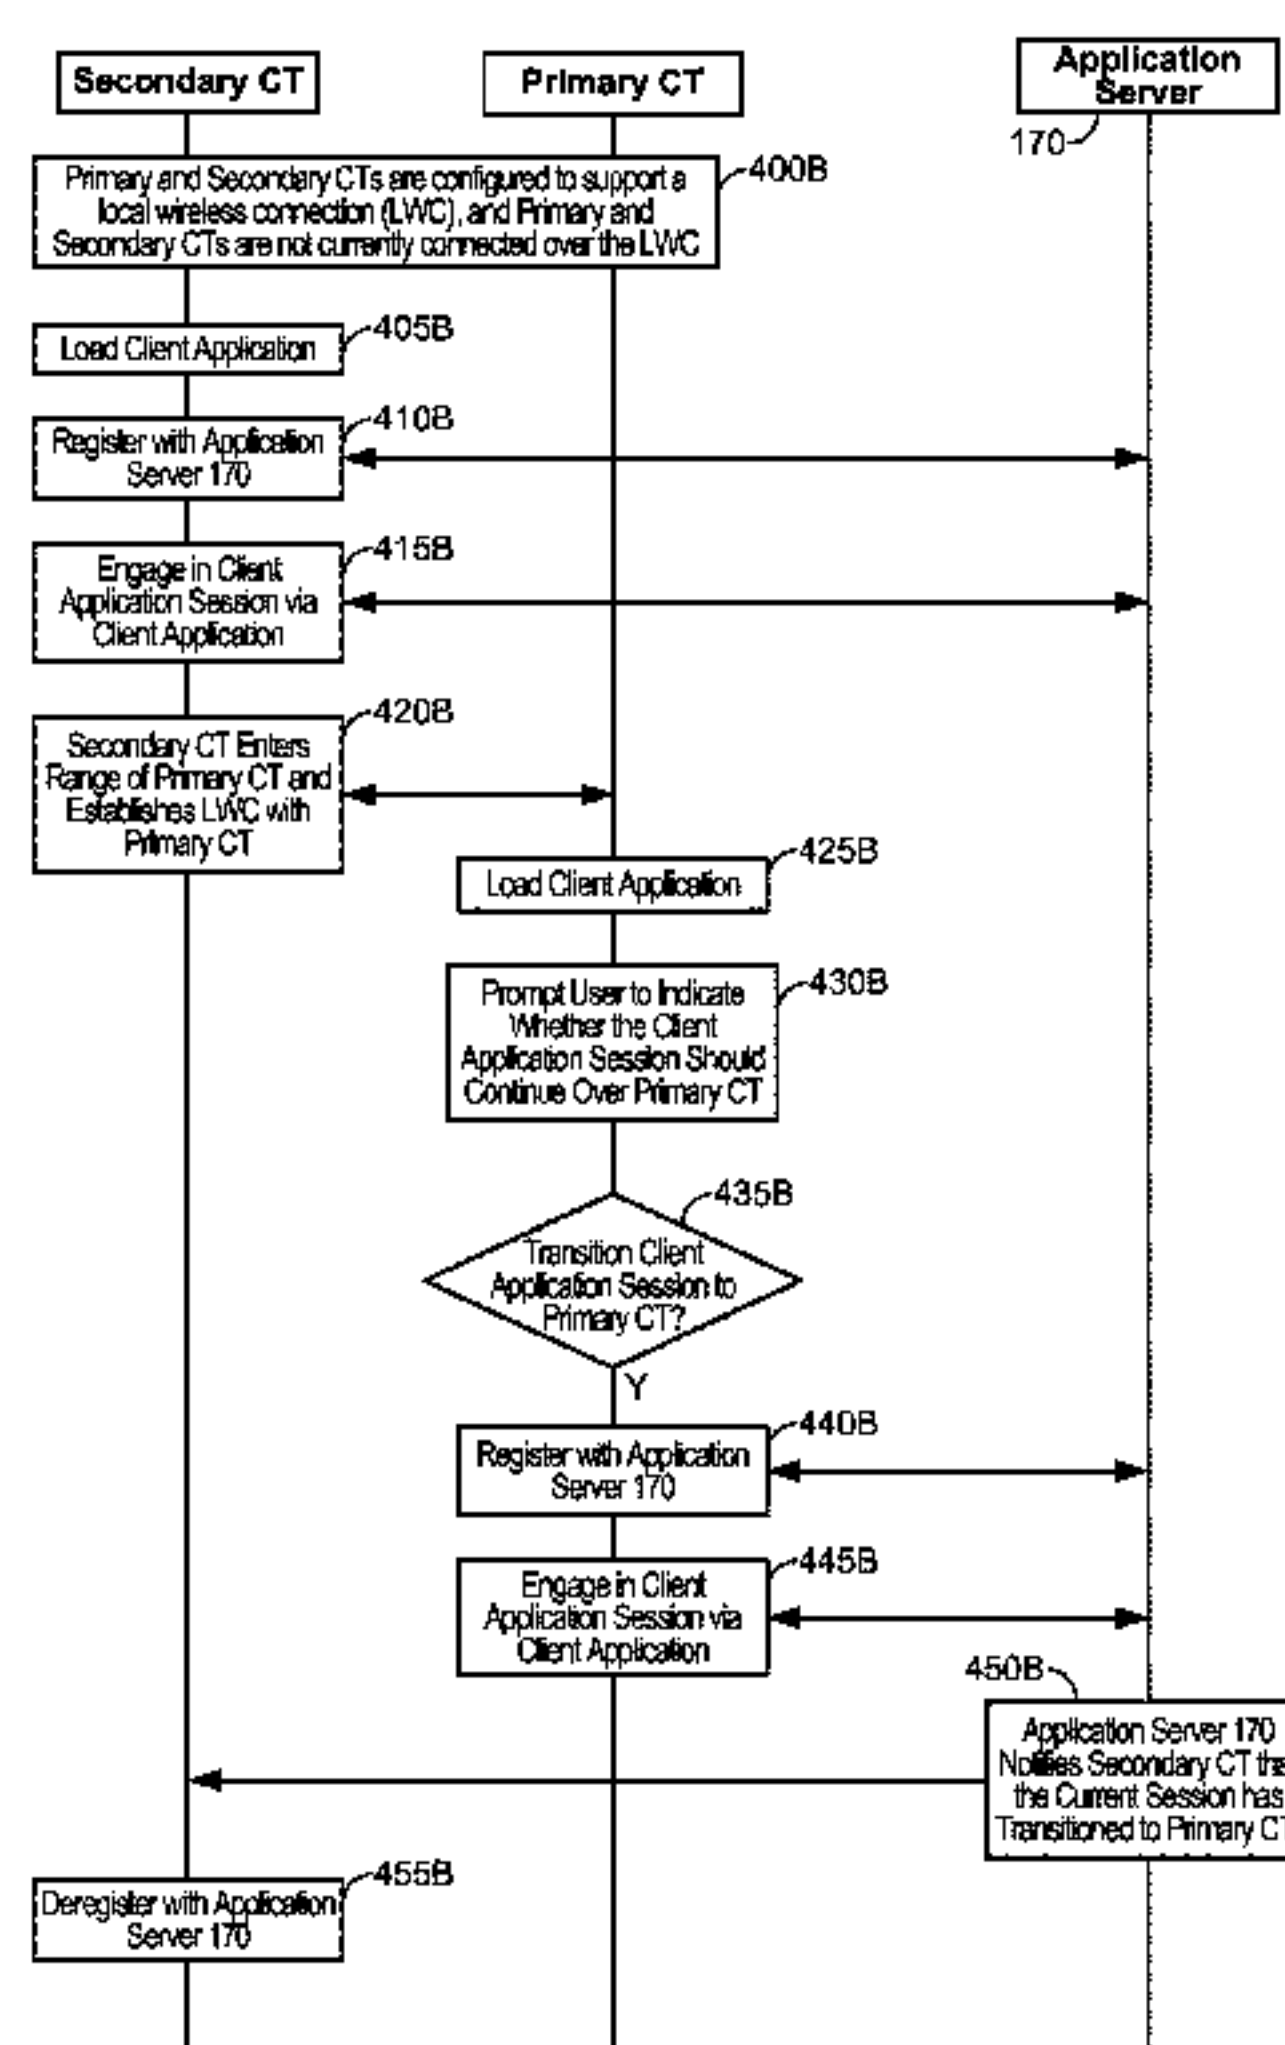 Secondary CT
Primary CT
Application
Server
170
400B
Primary and Secondary CTs are configured to support a
local wireless connection (LWC), and Primary and
Secondary CTs are not currently connected over the LWC
405B
Load Client Application
410B
Register with Application
Server 170
415B
Engage in Client
Application Session via
Client Application
420B
Secondary CT Enters
Range of Primary CT and
Establishes LWC with
Primary CT
425B
Load Client Application
430B
Prompt User to Indicate
Whether the Client
Application Session Should
Continue Over Primary CT
435B
Transition Client
Application Session to
Primary CT?
Y
440B
Register with Application
Server 170
445B
Engage in Client
Application Session via
Client Application
450B
Application Server 170
Notifies Secondary CT tha
the Current Session has
Transitioned to Primary CT
455B
Deregister with Application
Server 170